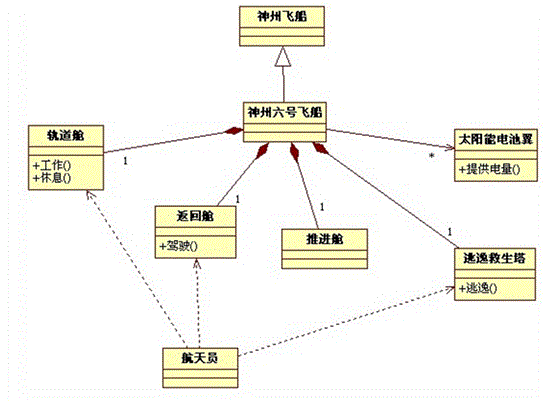 神州飞船
神州六号飞船
轨道舱
+工作()
+休息()
1
太阳能电池翼
+提供电量()
*
返回舱
+驾驶()
1
推进舱
1
逃逸救生塔
+逃逸()
1
航天员